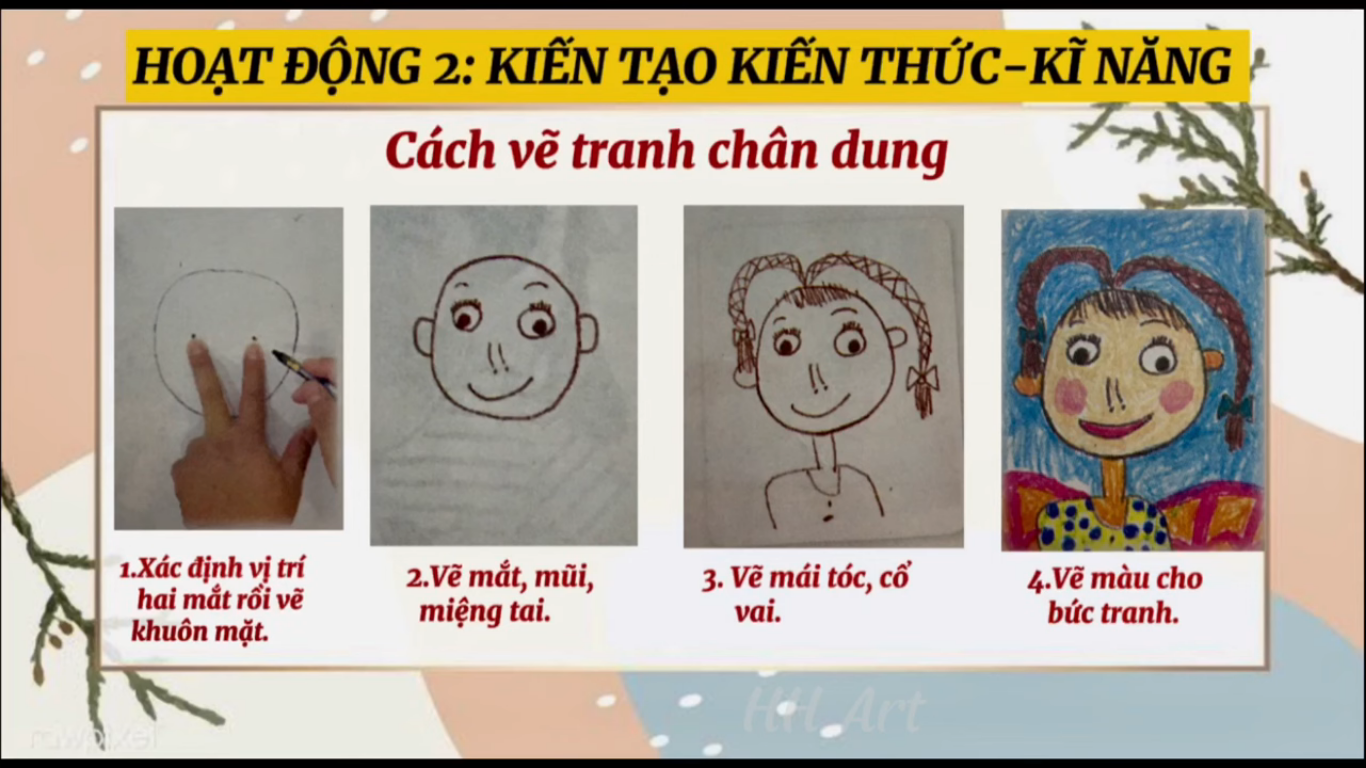 HOẠT ĐỘNG 2: KIẾN TẠO KIẾN THỨC-KĨ NĂNG
Cách vẽ tranh chân dung
1.Xác định vị trí
hai mắt rồi vẽ
khuôn mặt.
2.Vẽ mắt, mũi,
miệng tai.
3. Vẽ mái tóc, cổ
vai.
4.Vẽ màu cho
bức tranh.
HH Art